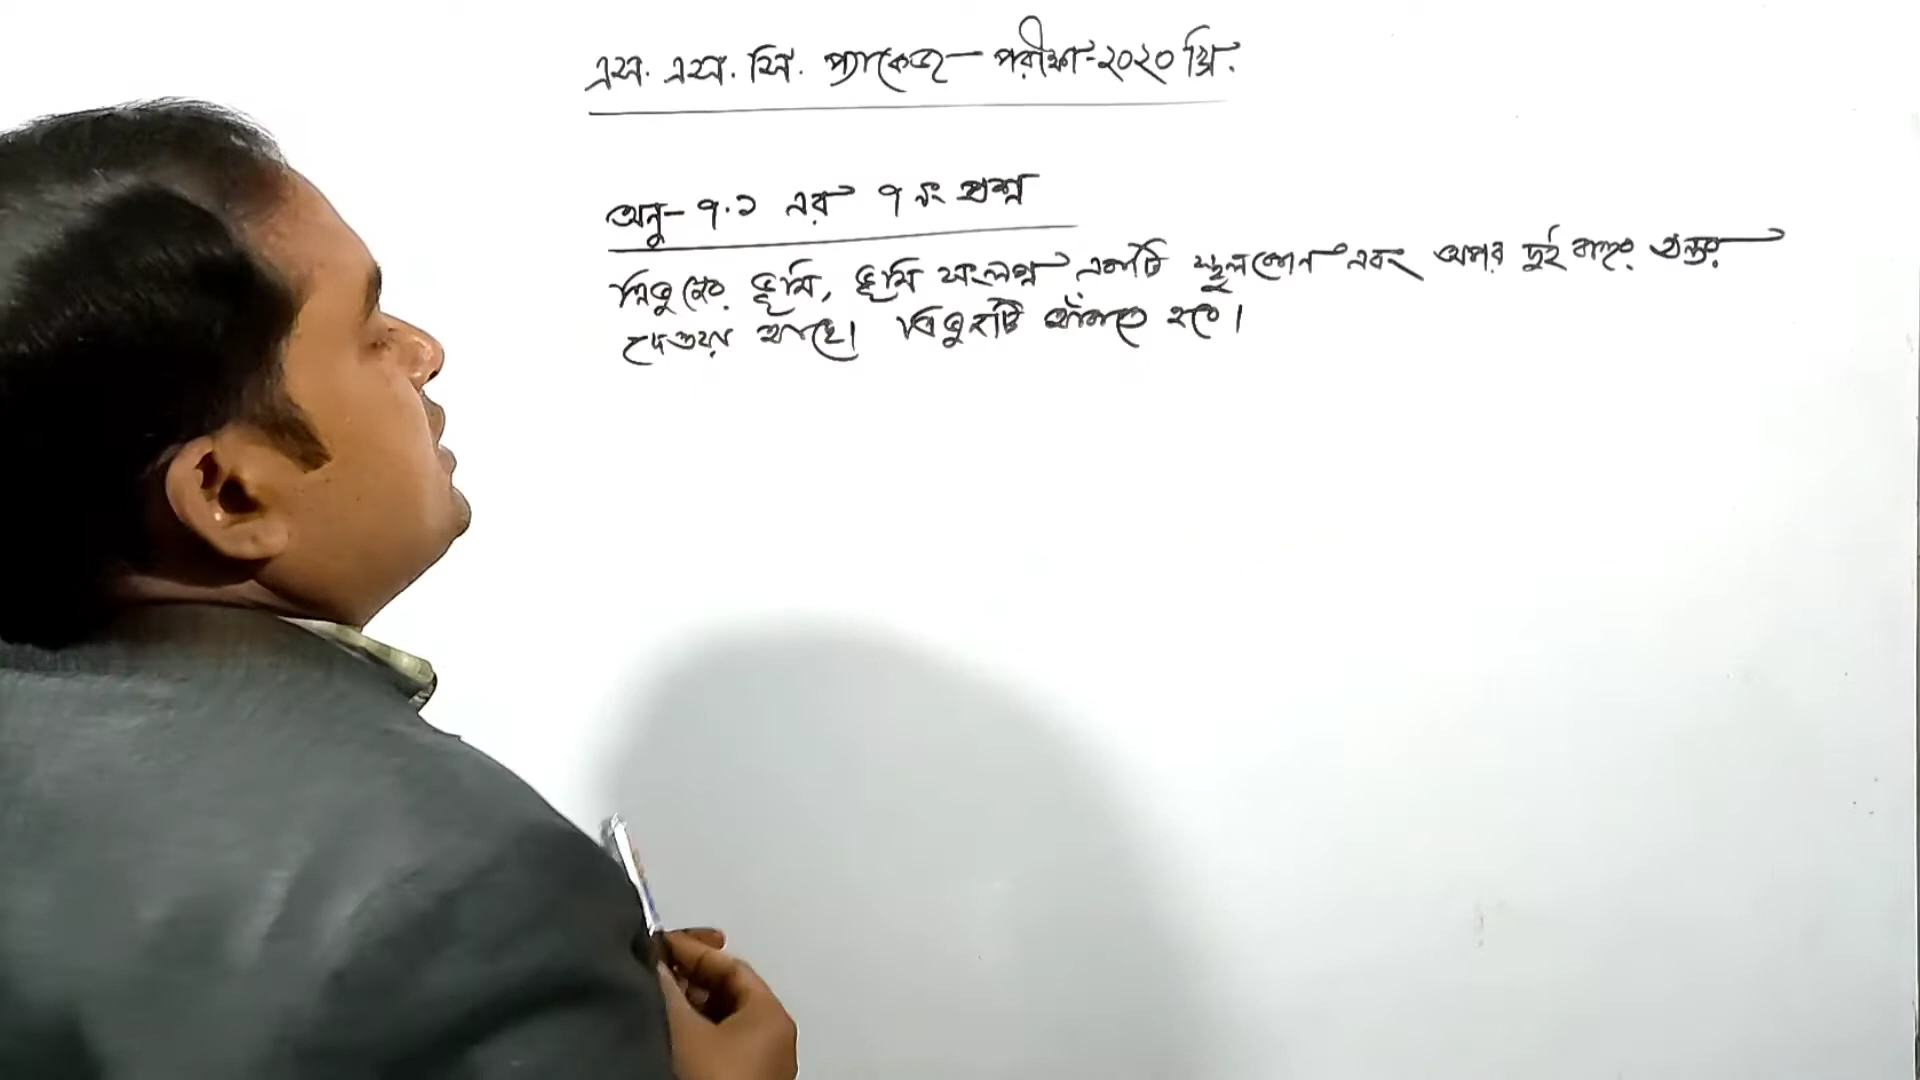 এস. এস. সি. প্যাকেজ - পরীক্ষা-২০২০ খ্রি.
অনু- ৭.১ এর ৭ নং প্রশ্ন
ত্রিভুজের ভূমি, ভূমি সংলগ্ন একটি স্থূলকোণ এবং অপর দুই বাহুর অন্তর
দেওয়া আছে। ত্রিভুজটি আঁকতে হবে।